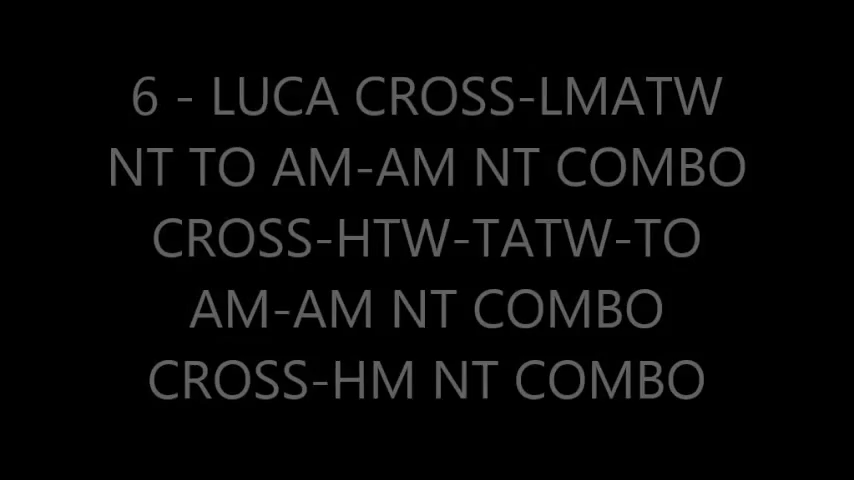 6 - LUCA CROSS-LMATW
NT TO AM-AM NT COMBO
CROSS-HTW-TATW-TO
AM-AM NT COMBO
CROSS-HM NT COMBO